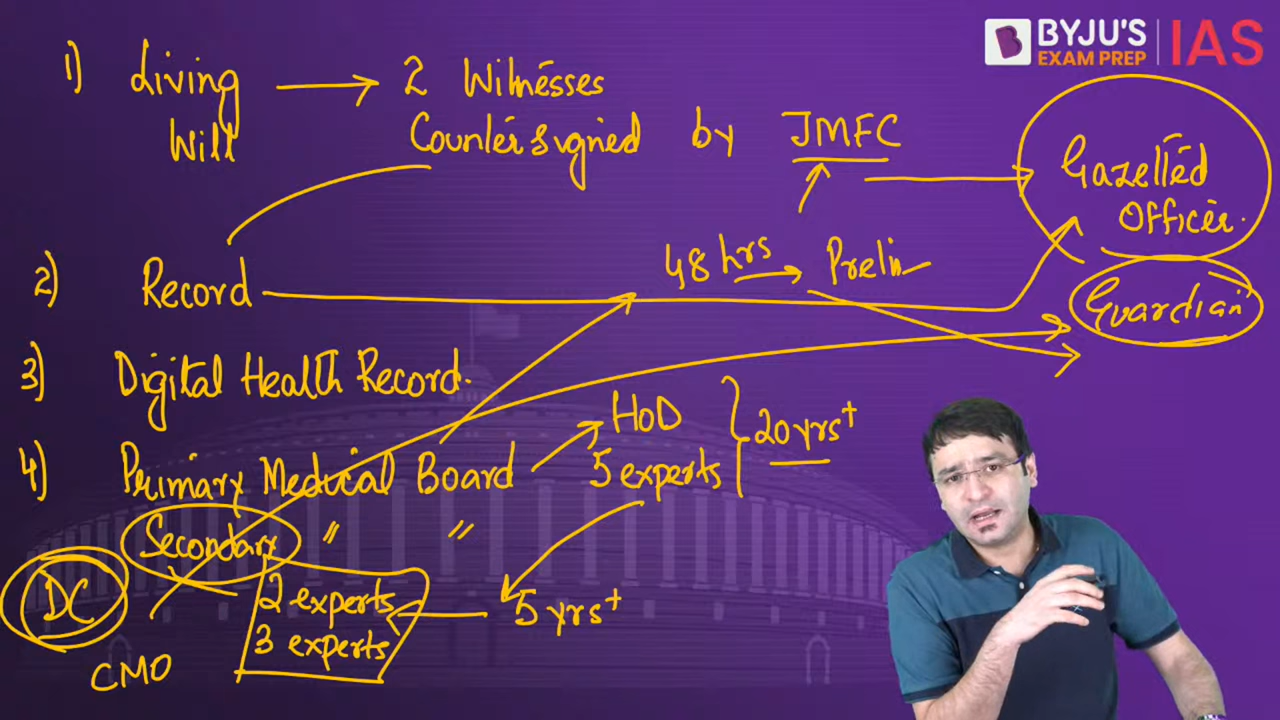 BYJU'S
EXAM PREP
IAS
1) Living Will → 2 Witnesses
Countersigned by JMFC → Gazetted Officer.
2) Record
48 hrs → Prelim
Guardian
3) Digital Health Record.
4) Primary Medical Board → HoD
5 experts
20 yrs+
Secondary " "
DC
2 experts
3 experts
5 yrs+
CMO